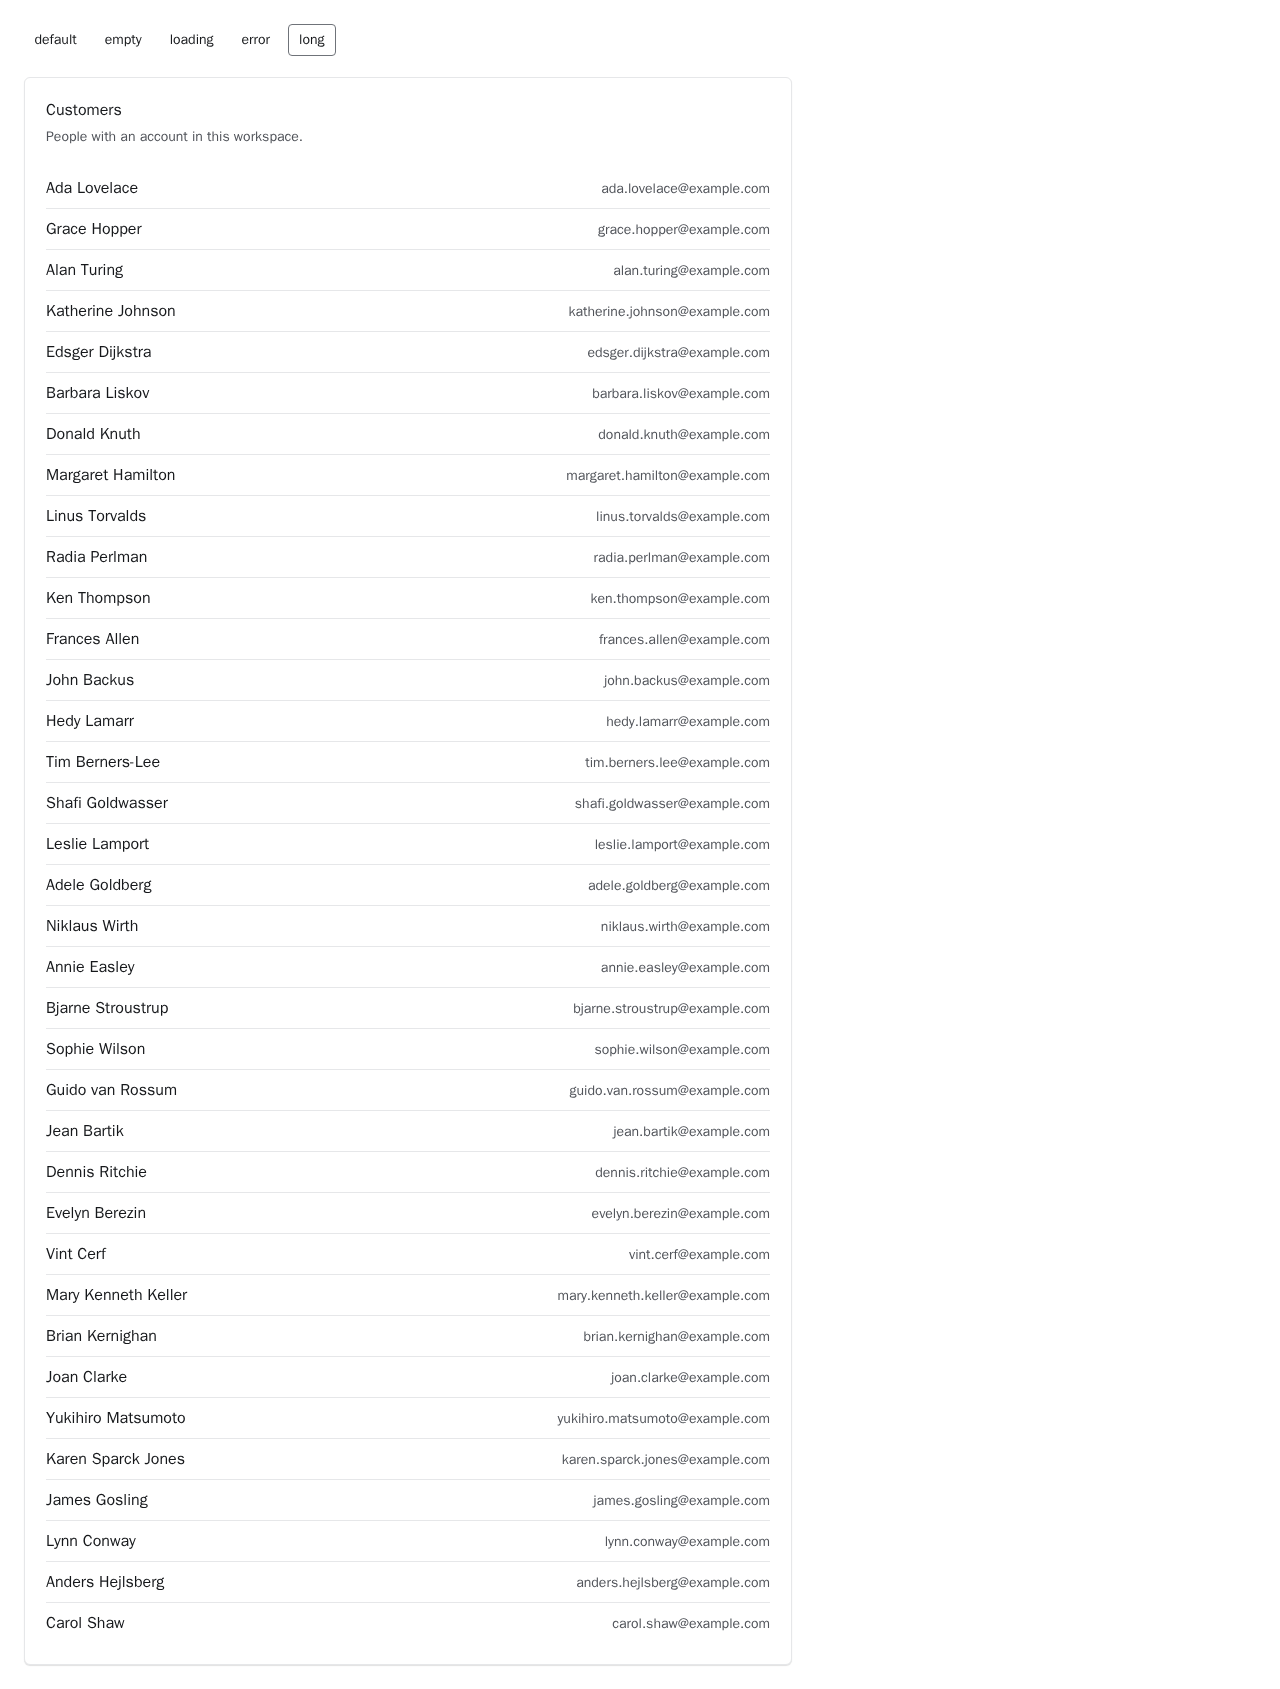 default empty loading error long
Customers
People with an account in this workspace.
Ada Lovelace ada.lovelace@example.com
Grace Hopper grace.hopper@example.com
Alan Turing alan.turing@example.com
Katherine Johnson katherine.johnson@example.com
Edsger Dijkstra edsger.dijkstra@example.com
Barbara Liskov barbara.liskov@example.com
Donald Knuth donald.knuth@example.com
Margaret Hamilton margaret.hamilton@example.com
Linus Torvalds linus.torvalds@example.com
Radia Perlman radia.perlman@example.com
Ken Thompson ken.thompson@example.com
Frances Allen frances.allen@example.com
John Backus john.backus@example.com
Hedy Lamarr hedy.lamarr@example.com
Tim Berners-Lee tim.berners.lee@example.com
Shafi Goldwasser shafi.goldwasser@example.com
Leslie Lamport leslie.lamport@example.com
Adele Goldberg adele.goldberg@example.com
Niklaus Wirth niklaus.wirth@example.com
Annie Easley annie.easley@example.com
Bjarne Stroustrup bjarne.stroustrup@example.com
Sophie Wilson sophie.wilson@example.com
Guido van Rossum guido.van.rossum@example.com
Jean Bartik jean.bartik@example.com
Dennis Ritchie dennis.ritchie@example.com
Evelyn Berezin evelyn.berezin@example.com
Vint Cerf vint.cerf@example.com
Mary Kenneth Keller mary.kenneth.keller@example.com
Brian Kernighan brian.kernighan@example.com
Joan Clarke joan.clarke@example.com
Yukihiro Matsumoto yukihiro.matsumoto@example.com
Karen Sparck Jones karen.sparck.jones@example.com
James Gosling james.gosling@example.com
Lynn Conway lynn.conway@example.com
Anders Hejlsberg anders.hejlsberg@example.com
Carol Shaw carol.shaw@example.com